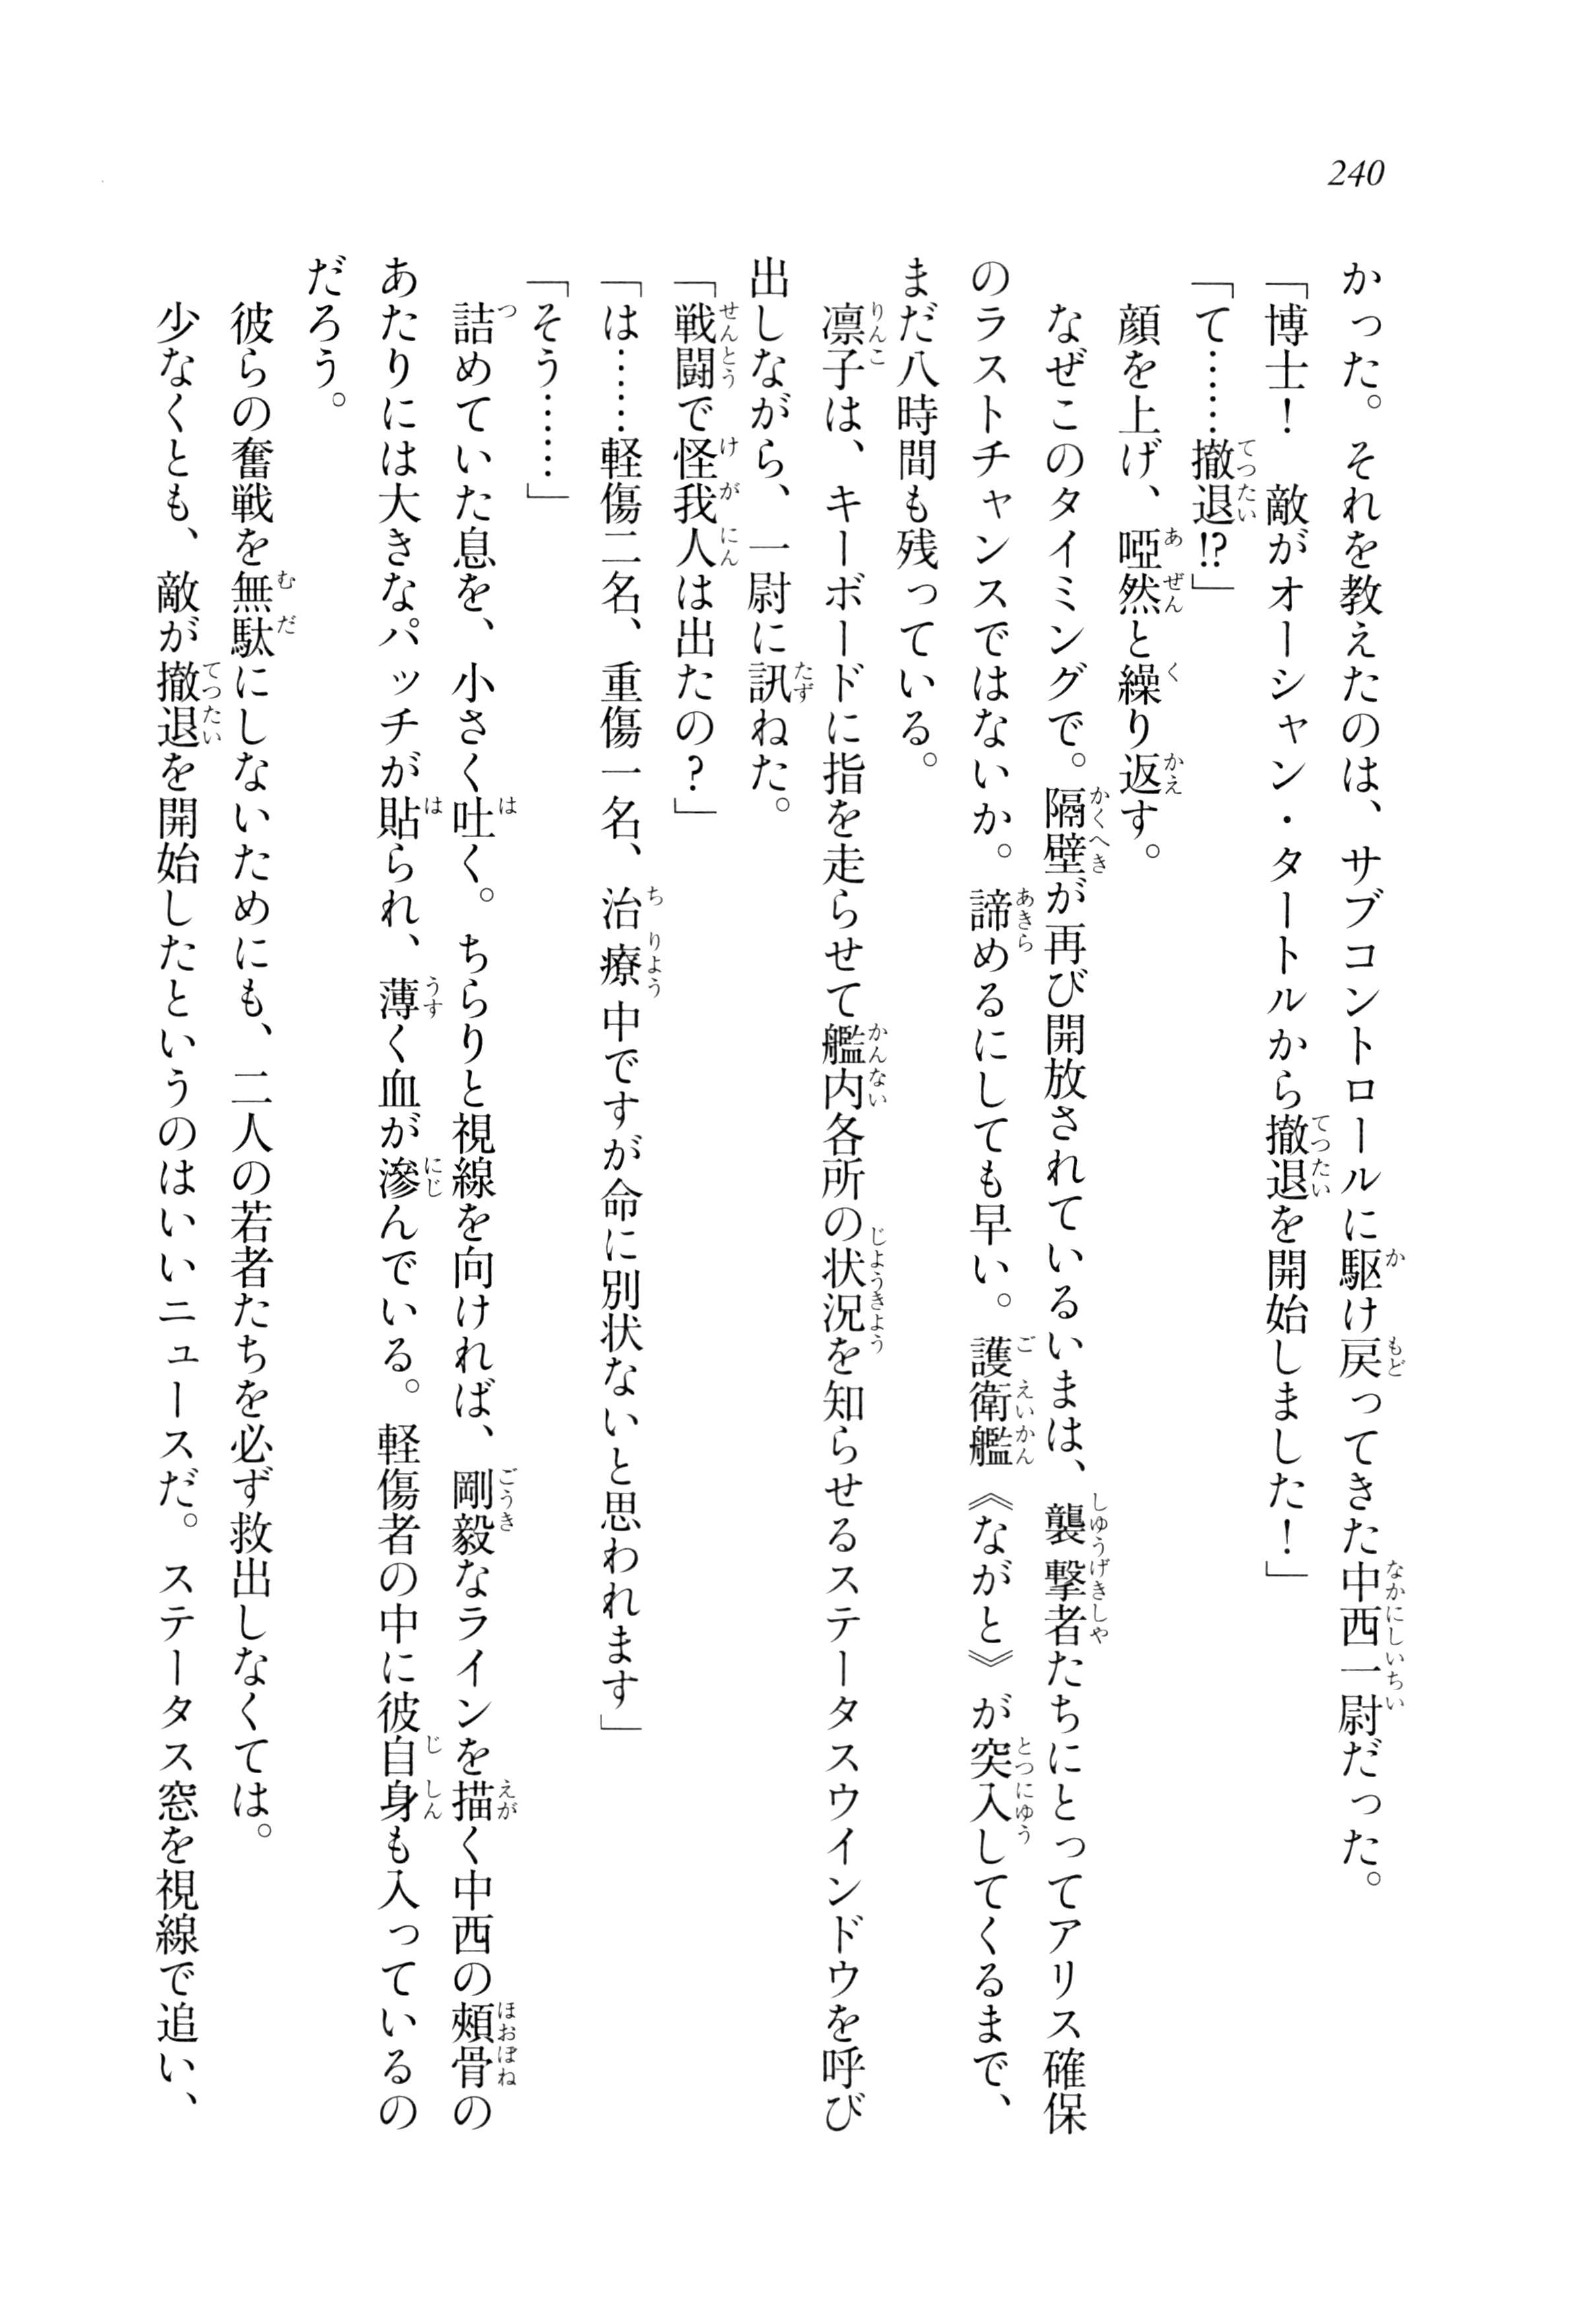 240
かった。それを教えたのは、サブコントロールに駆け戻ってきた中西一尉だった。
「博士！　敵がオーシャン・タートルから撤退を開始しました！」
「て……撤退!?」
　顔を上げ、啞然と繰り返す。
　なぜこのタイミングで。隔壁が再び開放されているいまは、襲撃者たちにとってアリス確保
のラストチャンスではないか。諦めるにしても早い。護衛艦《ながと》が突入してくるまで、
まだ八時間も残っている。
　凛子は、キーボードに指を走らせて艦内各所の状況を知らせるステータスウインドウを呼び
出しながら、一尉に訊ねた。
「戦闘で怪我人は出たの？」
「は……軽傷二名、重傷一名、治療中ですが命に別状ないと思われます」
「そう……」
　詰めていた息を、小さく吐く。ちらりと視線を向ければ、剛毅なラインを描く中西の頰骨の
あたりには大きなパッチが貼られ、薄く血が滲んでいる。軽傷者の中に彼自身も入っているの
だろう。
　彼らの奮戦を無駄にしないためにも、二人の若者たちを必ず救出しなくては。
　少なくとも、敵が撤退を開始したというのはいいニュースだ。ステータス窓を視線で追い、